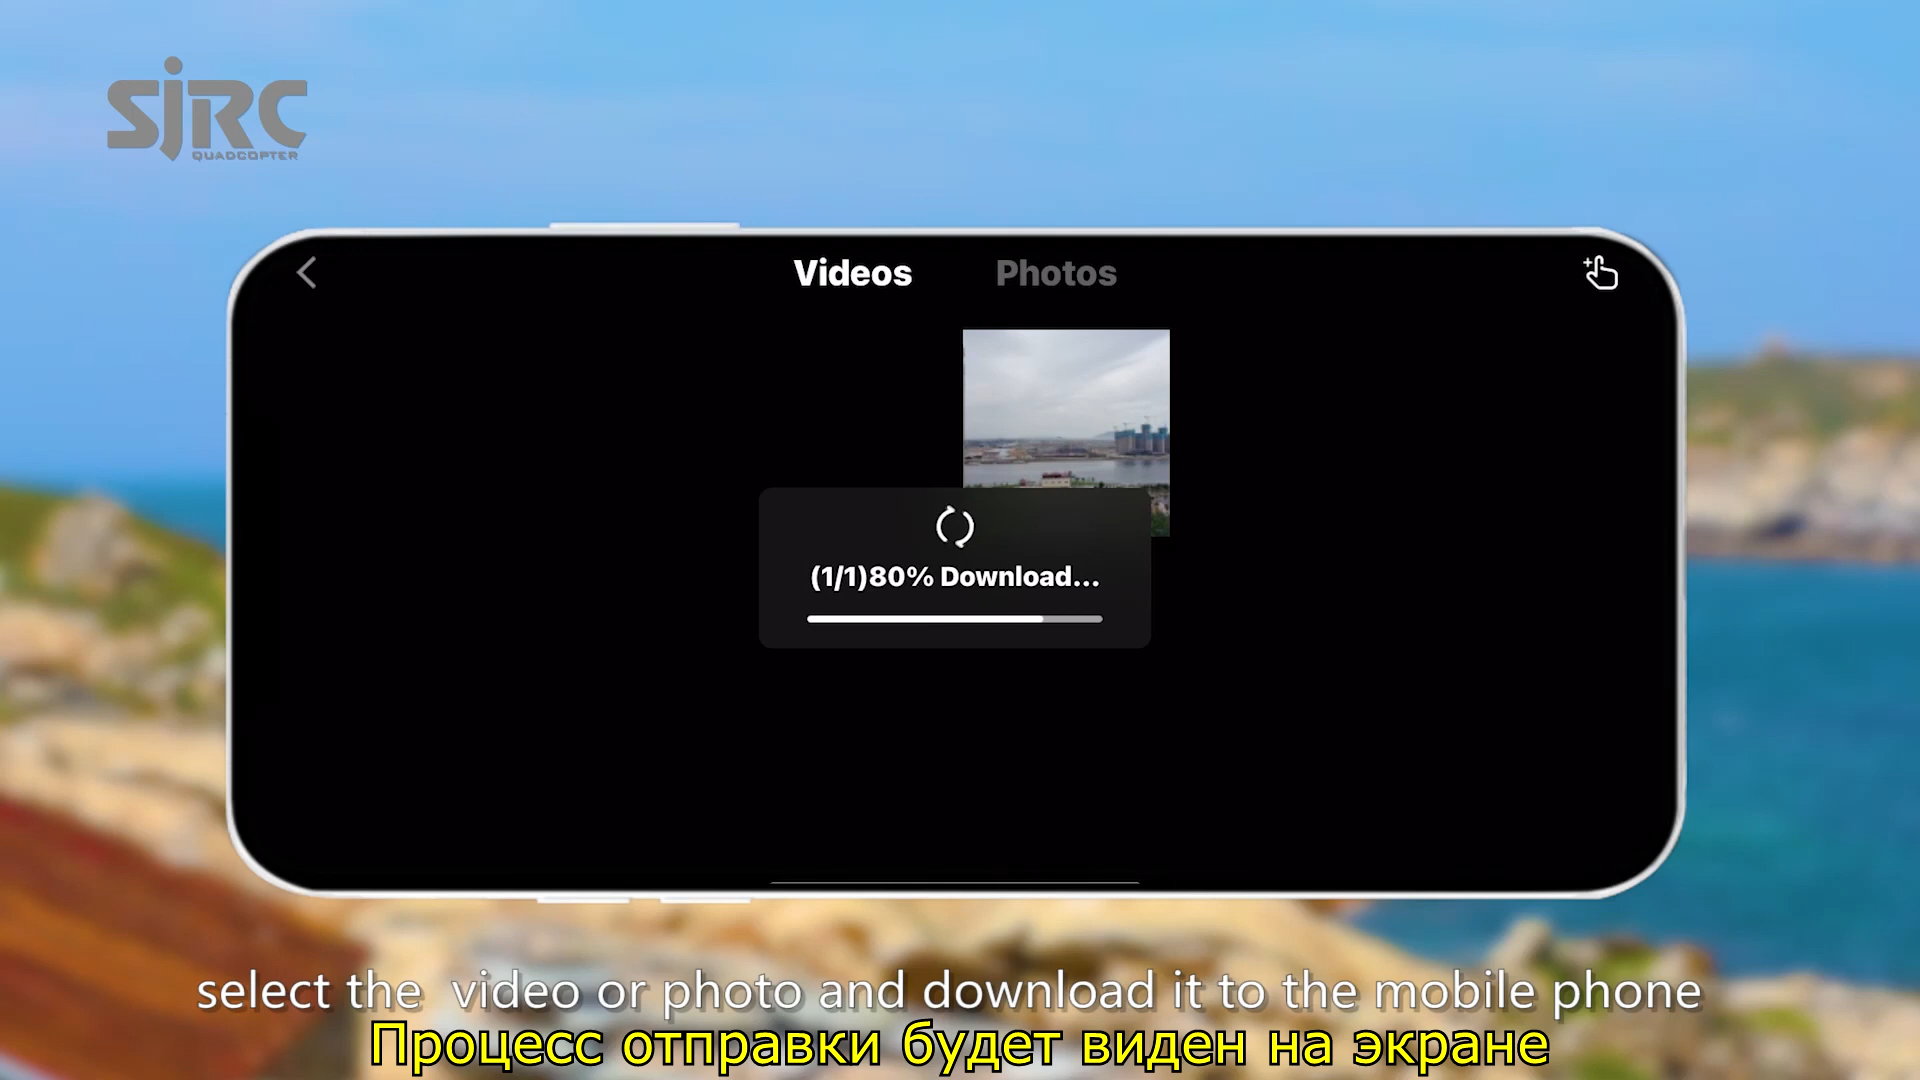 SJRC
QUADCOPTER
Videos Photos
(1/1)80% Download...
select the video or photo and download it to the mobile phone
Процесс отправки будет виден на экране